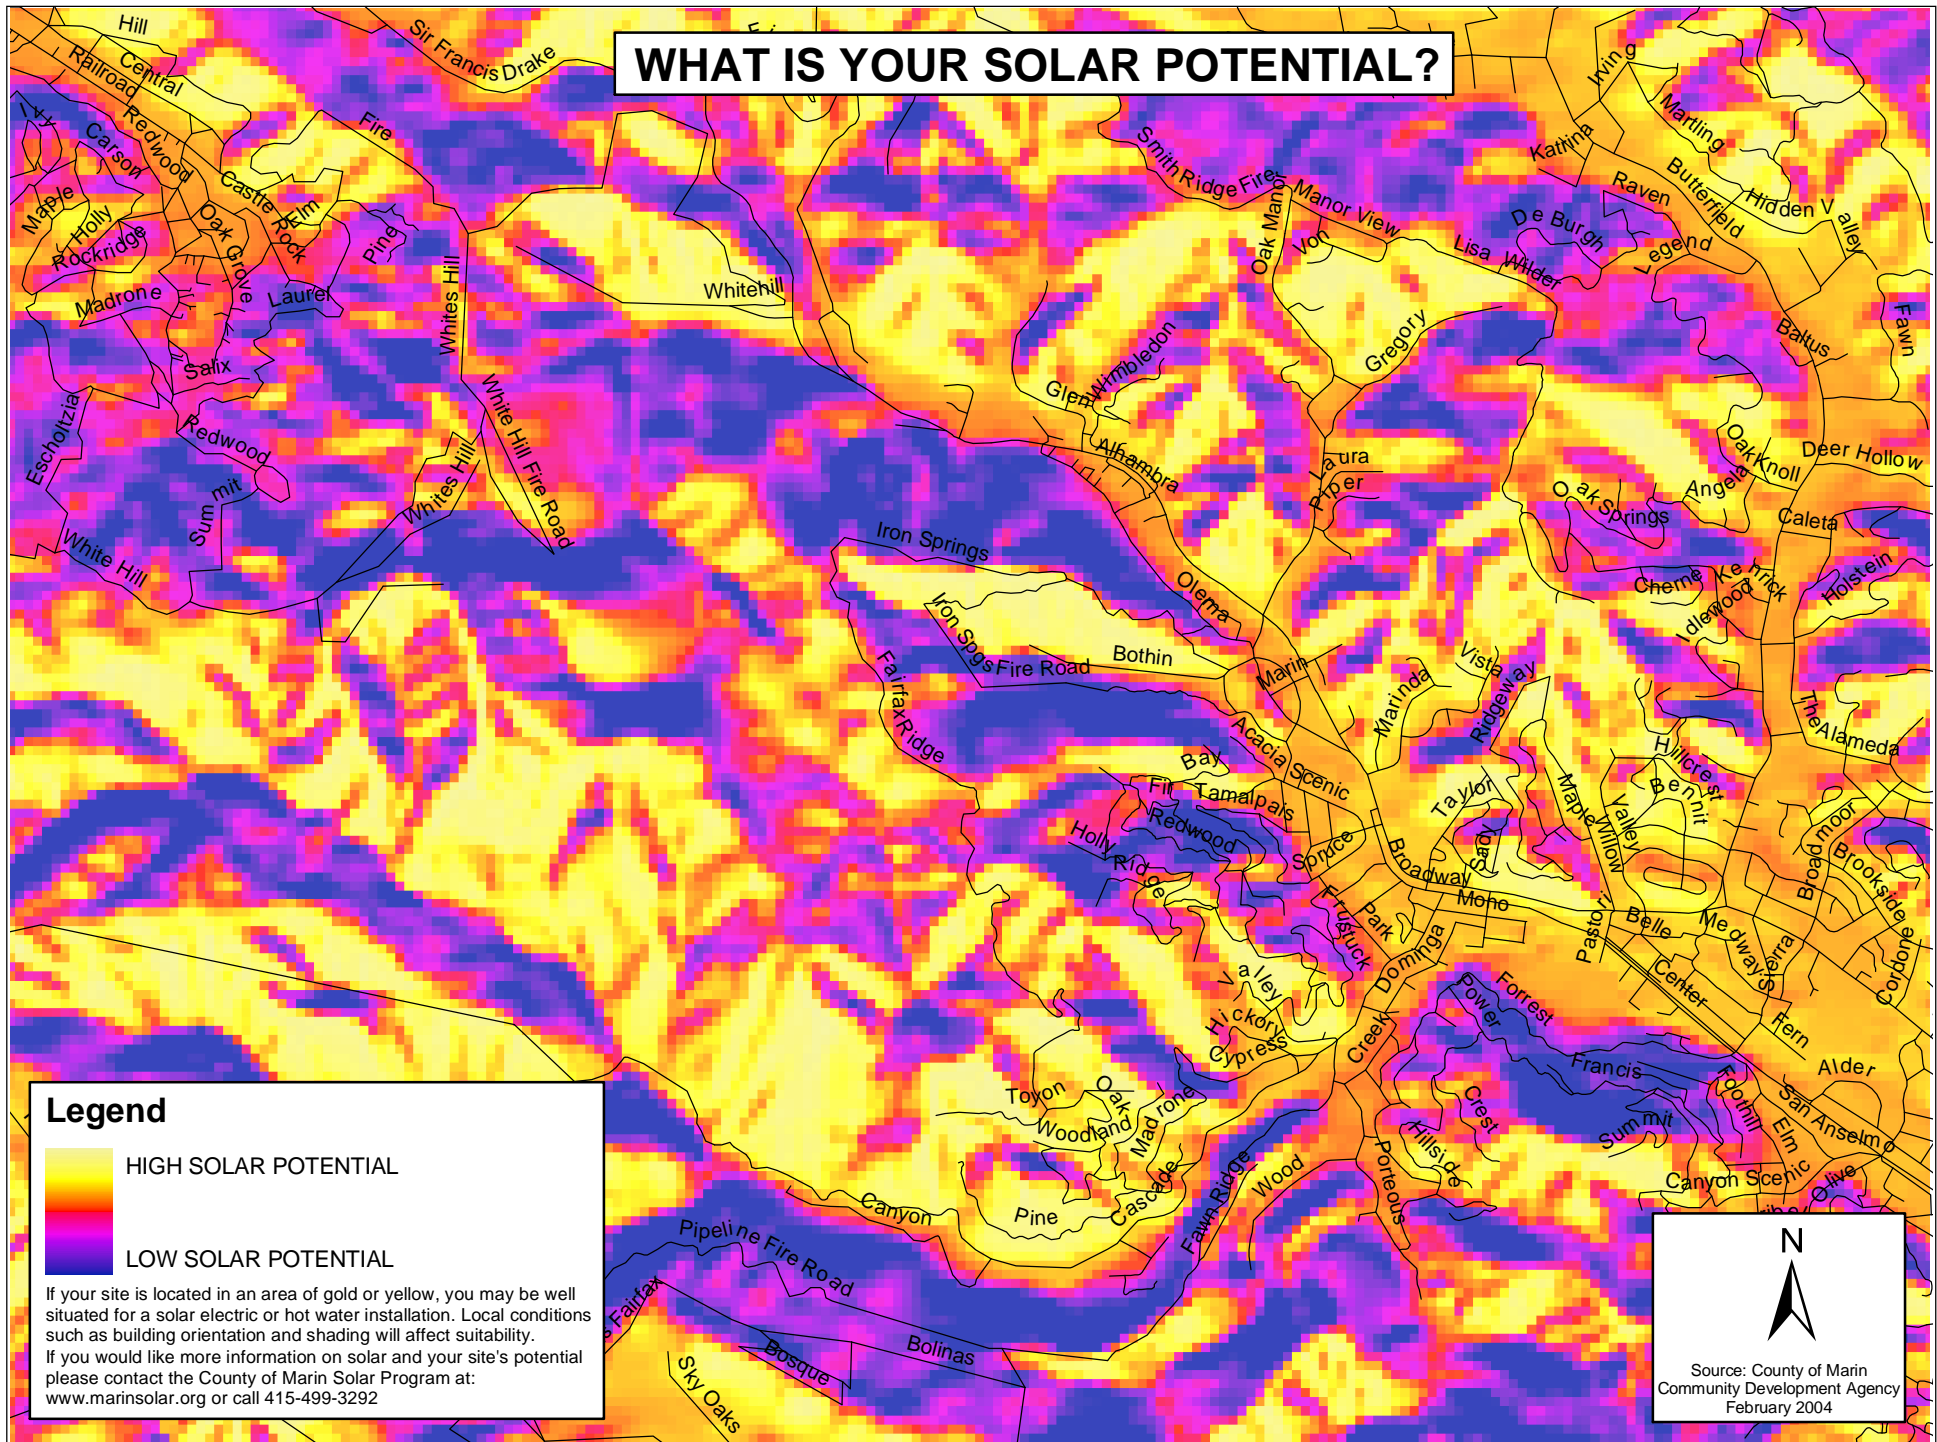 WHAT IS YOUR SOLAR POTENTIAL?
Hill
Central
Railroad
Sir Francis Drake
Ivy
Carson
Redwood
Fire
Castle Rock
Elm
Maple
Holly
Rockridge
Oak Grove
Pine
Madrone
Laurel
Salix
Whites Hill
Whitehill
Escholtzia
Redwood
Summit
White Hill
Whites Hill
White Hill Fire Road
Irving
Martling
Katrina
Smith Ridge Fire
Oak Manor
Manor View
Von
Lisa
Wilder
De Burgh
Raven
Butterfield
Hidden Valley
Legend
Baltus
Fawn
Gregory
Glen
Wimbledon
Alhambra
Laura
Piper
Oak Knoll
Deer Hollow
Angela
Oak Springs
Caleta
Iron Springs
Olema
Cherne
Kenrick
Idlewood
Holstein
Iron Spgs Fire Road
Bothin
Marin
Fairfax Ridge
Vista
Marinda
Ridgeway
The Alameda
Acacia
Scenic
Bay
Fir
Tamalpais
Redwood
Holly Ridge
Spruce
Taylor
Sady
Maple
Willow
Valley
Hillcrest
Bennit
Broadmoor
Brookside
Broadway
Mono
Frustuck
Park
Dominga
Pastori
Belle
Medway
Sierra
Cordone
Center
Valley
Hickory
Cypress
Creek
Power
Forrest
Fern
Francis
Alder
Foothill
San Anselmo
Elm
Toyon
Oak
Woodland
Madrone
Crest
Hillside
Summit
Canyon
Scenic
Olive
Porteous
Wood
Fawn Ridge
Cascade
Pine
Canyon
Pipeline Fire Road
Fairfax
Bolinas
Bosque
Sky Oaks
Legend
HIGH SOLAR POTENTIAL
LOW SOLAR POTENTIAL
If your site is located in an area of gold or yellow, you may be well
situated for a solar electric or hot water installation. Local conditions
such as building orientation and shading will affect suitability.
If you would like more information on solar and your site's potential
please contact the County of Marin Solar Program at:
www.marinsolar.org or call 415-499-3292
N
Source: County of Marin
Community Development Agency
February 2004